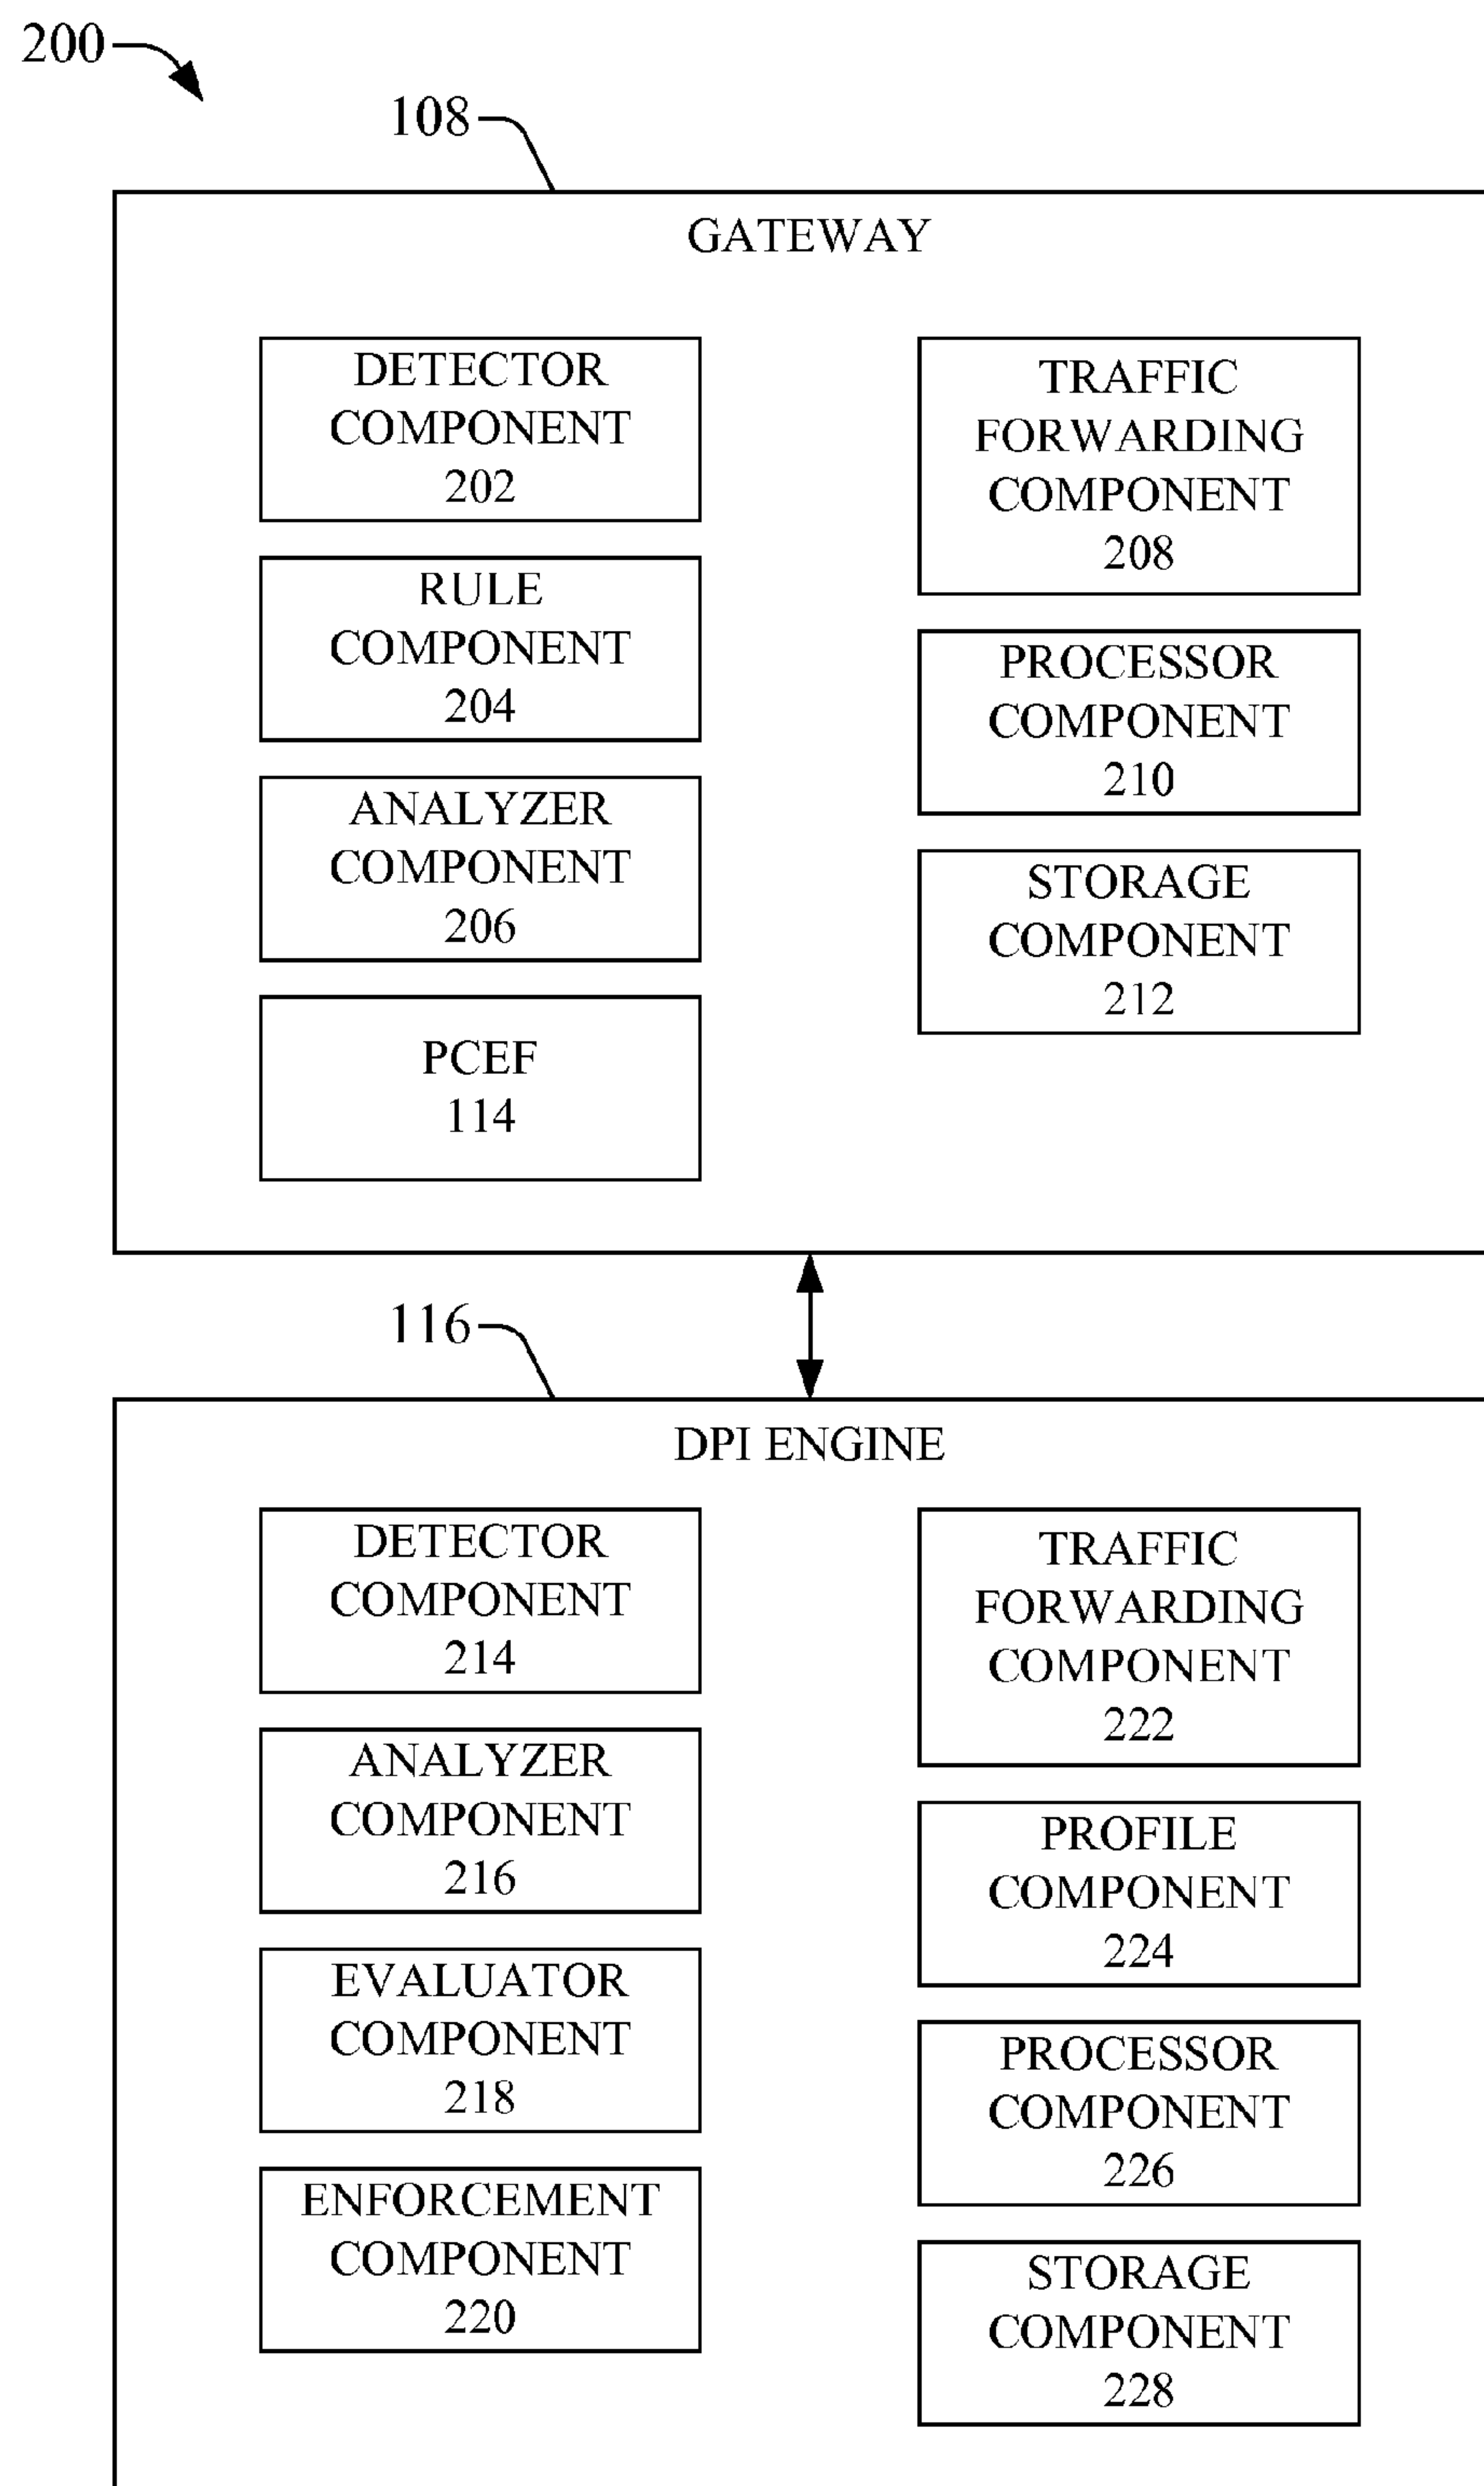 200
108
GATEWAY
DETECTOR
COMPONENT
202
RULE
COMPONENT
204
ANALYZER
COMPONENT
206
PCEF
114
TRAFFIC
FORWARDING
COMPONENT
208
PROCESSOR
COMPONENT
210
STORAGE
COMPONENT
212
116
DPI ENGINE
DETECTOR
COMPONENT
214
ANALYZER
COMPONENT
216
EVALUATOR
COMPONENT
218
ENFORCEMENT
COMPONENT
220
TRAFFIC
FORWARDING
COMPONENT
222
PROFILE
COMPONENT
224
PROCESSOR
COMPONENT
226
STORAGE
COMPONENT
228